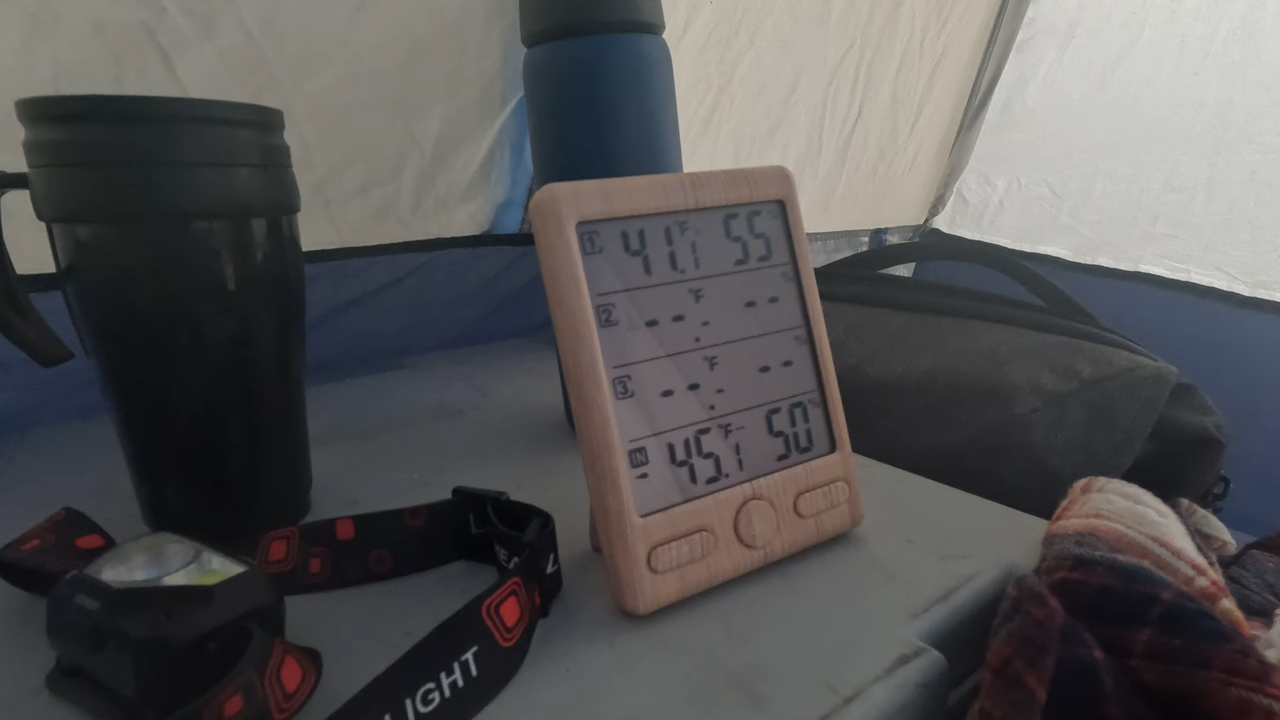 1 41.1 °F 55 %
2 --.- °F -- %
3 --.- °F -- %
IN 45.1 °F 50 %
LIGHT